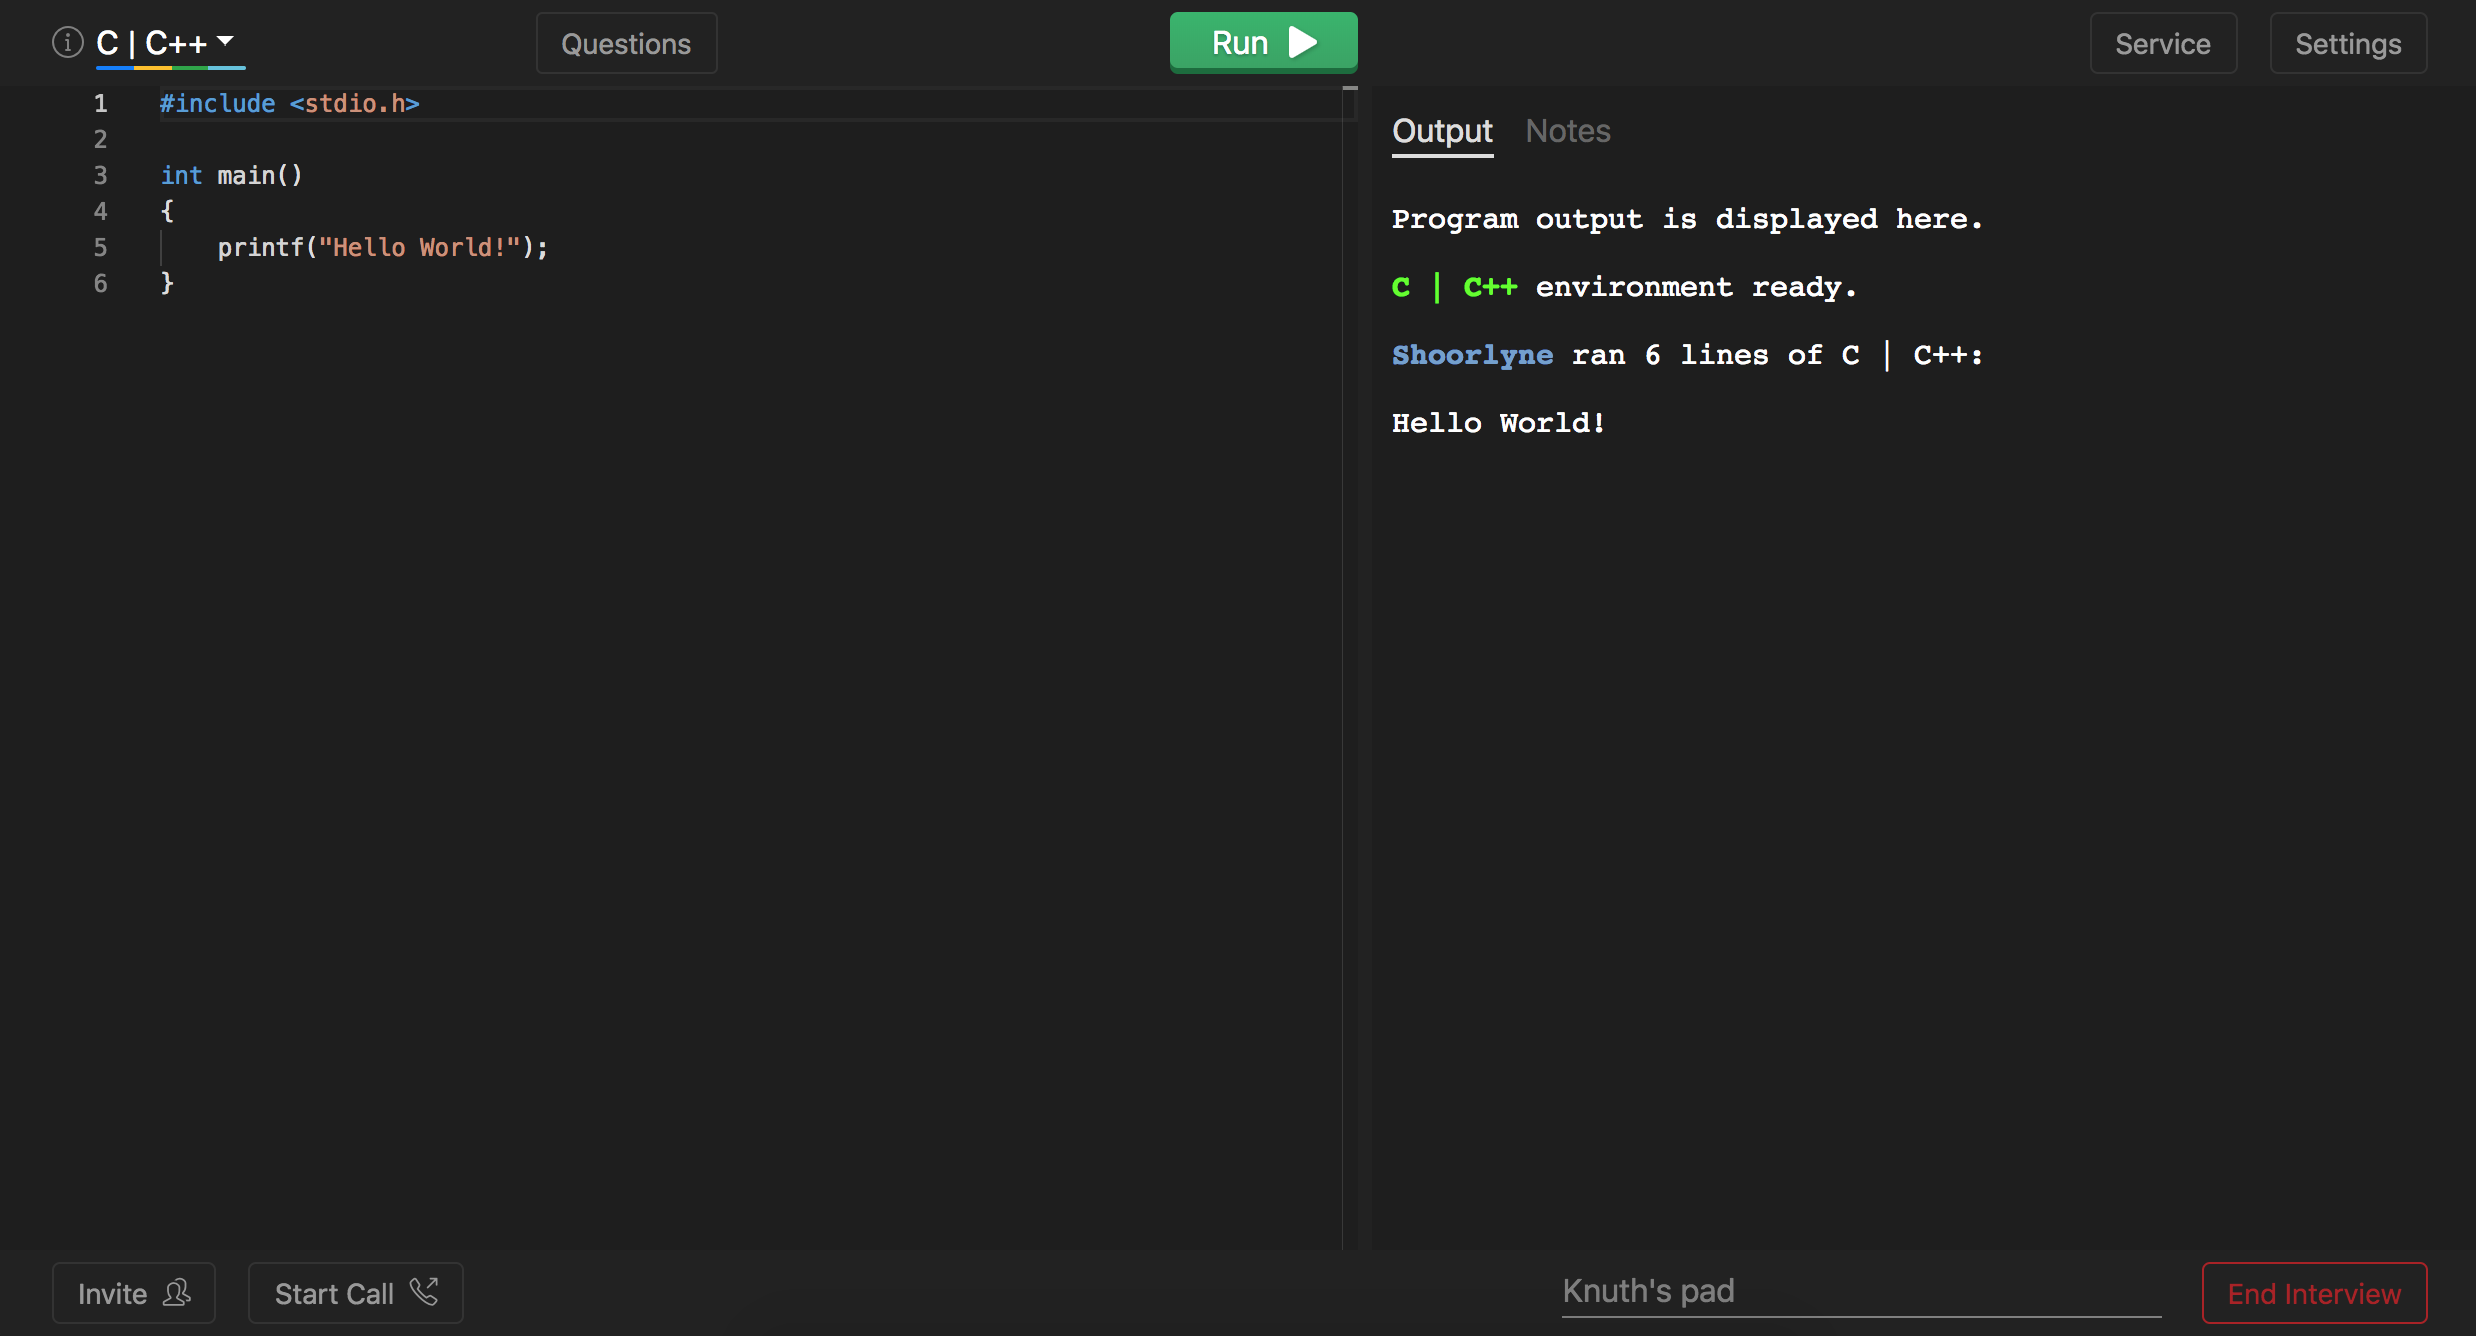 C | C++
Questions
Run
Service
Settings
1 #include <stdio.h>
2
3 int main()
4 {
5     printf("Hello World!");
6 }
Output
Notes
Program output is displayed here.
C | C++ environment ready.
Shoorlyne ran 6 lines of C | C++:
Hello World!
Invite
Start Call
Knuth's pad
End Interview